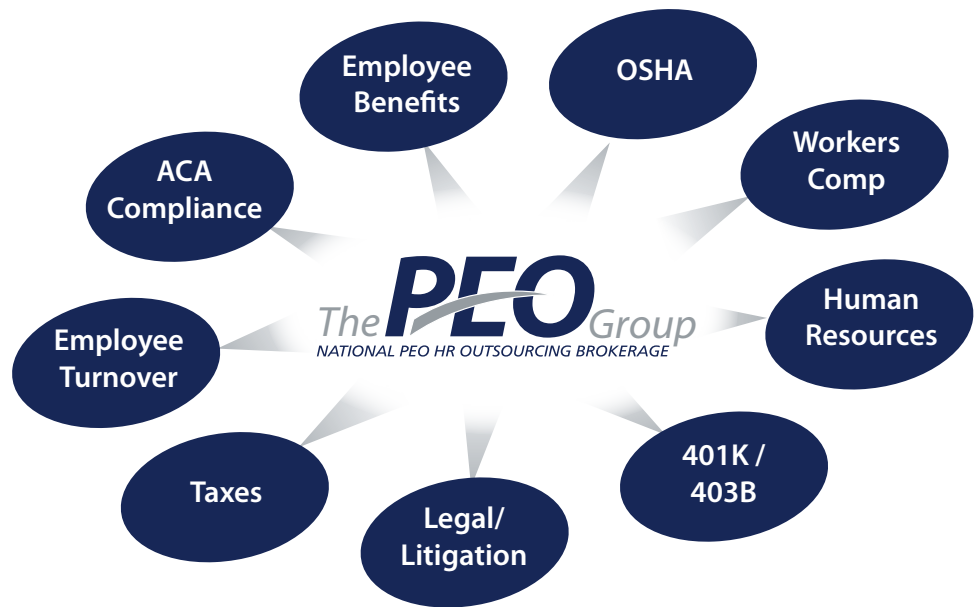 Employee
Benefits
OSHA
Workers
Comp
ACA
Compliance
Human
Resources
The PEO Group
NATIONAL PEO HR OUTSOURCING BROKERAGE
Employee
Turnover
401K /
403B
Taxes
Legal/
Litigation